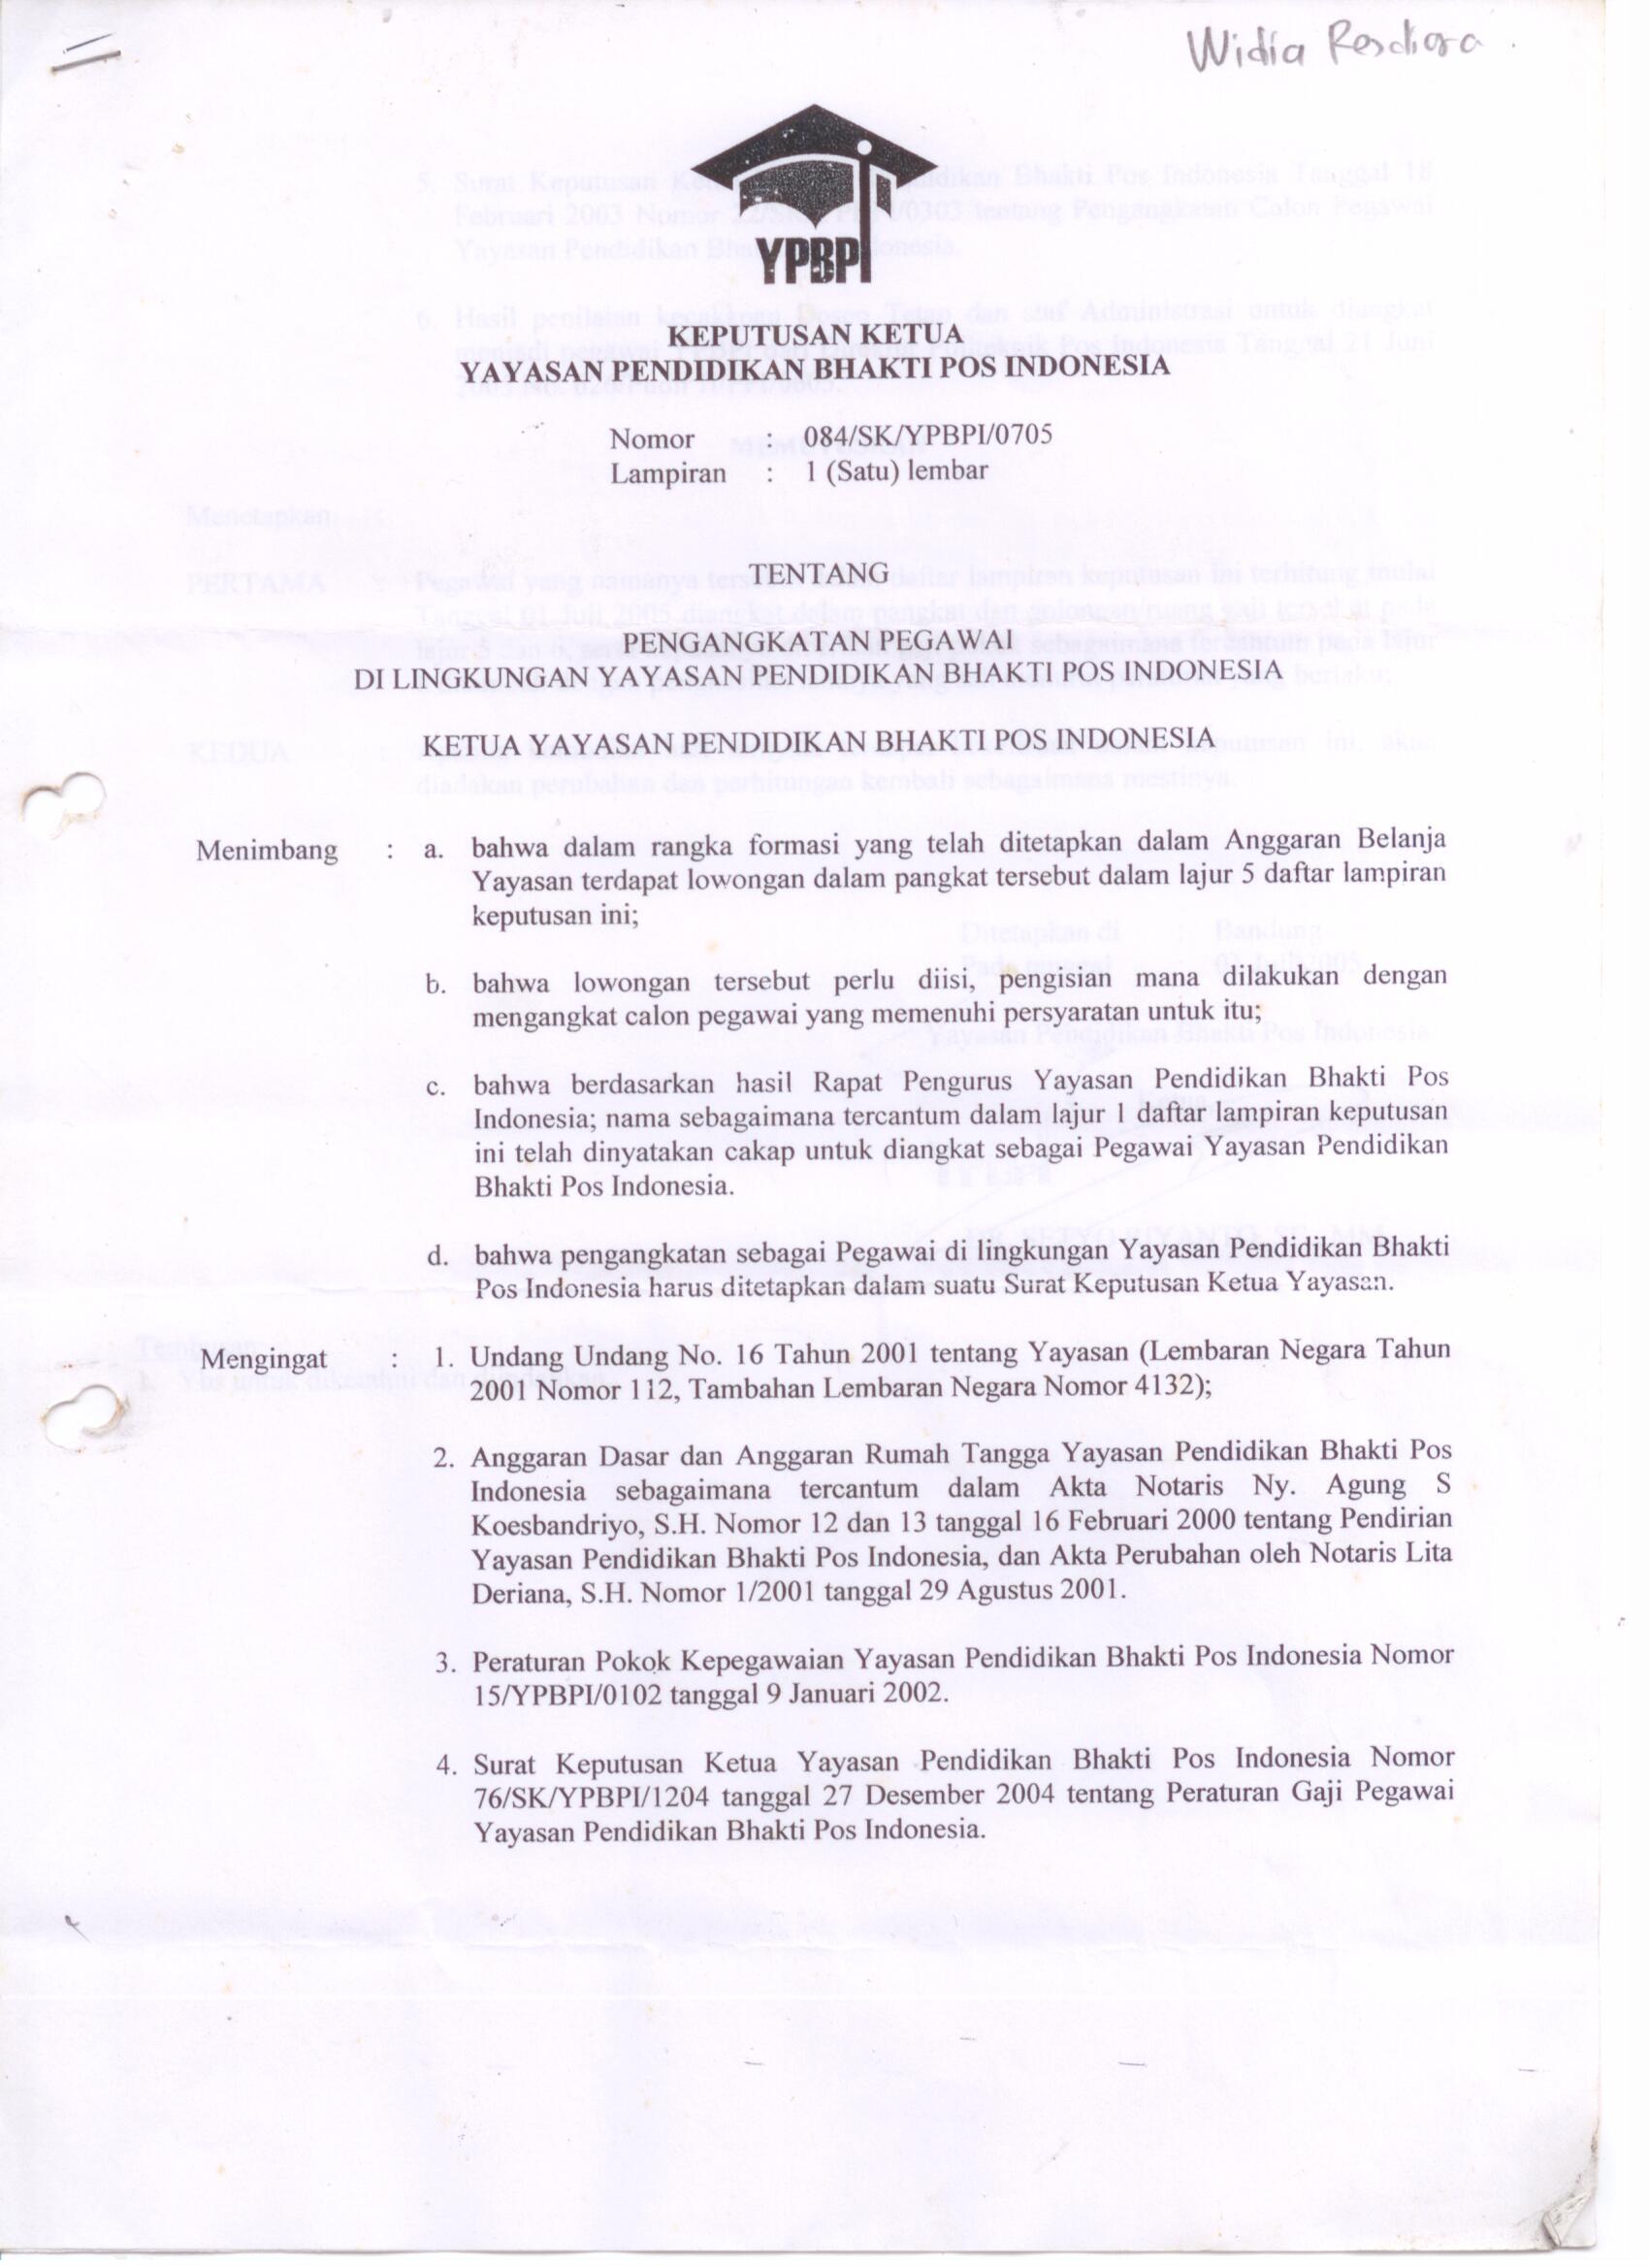 Widia Resdiana
YPBPI
KEPUTUSAN KETUA
YAYASAN PENDIDIKAN BHAKTI POS INDONESIA
Nomor : 084/SK/YPBPI/0705
Lampiran : 1 (Satu) lembar
TENTANG
PENGANGKATAN PEGAWAI
DI LINGKUNGAN YAYASAN PENDIDIKAN BHAKTI POS INDONESIA
KETUA YAYASAN PENDIDIKAN BHAKTI POS INDONESIA
Menimbang : a. bahwa dalam rangka formasi yang telah ditetapkan dalam Anggaran Belanja
Yayasan terdapat lowongan dalam pangkat tersebut dalam lajur 5 daftar lampiran
keputusan ini;
b. bahwa lowongan tersebut perlu diisi, pengisian mana dilakukan dengan
mengangkat calon pegawai yang memenuhi persyaratan untuk itu;
c. bahwa berdasarkan hasil Rapat Pengurus Yayasan Pendidikan Bhakti Pos
Indonesia; nama sebagaimana tercantum dalam lajur 1 daftar lampiran keputusan
ini telah dinyatakan cakap untuk diangkat sebagai Pegawai Yayasan Pendidikan
Bhakti Pos Indonesia.
d. bahwa pengangkatan sebagai Pegawai di lingkungan Yayasan Pendidikan Bhakti
Pos Indonesia harus ditetapkan dalam suatu Surat Keputusan Ketua Yayasan.
Mengingat : 1. Undang Undang No. 16 Tahun 2001 tentang Yayasan (Lembaran Negara Tahun
2001 Nomor 112, Tambahan Lembaran Negara Nomor 4132);
2. Anggaran Dasar dan Anggaran Rumah Tangga Yayasan Pendidikan Bhakti Pos
Indonesia sebagaimana tercantum dalam Akta Notaris Ny. Agung S
Koesbandriyo, S.H. Nomor 12 dan 13 tanggal 16 Februari 2000 tentang Pendirian
Yayasan Pendidikan Bhakti Pos Indonesia, dan Akta Perubahan oleh Notaris Lita
Deriana, S.H. Nomor 1/2001 tanggal 29 Agustus 2001.
3. Peraturan Pokok Kepegawaian Yayasan Pendidikan Bhakti Pos Indonesia Nomor
15/YPBPI/0102 tanggal 9 Januari 2002.
4. Surat Keputusan Ketua Yayasan Pendidikan Bhakti Pos Indonesia Nomor
76/SK/YPBPI/1204 tanggal 27 Desember 2004 tentang Peraturan Gaji Pegawai
Yayasan Pendidikan Bhakti Pos Indonesia.